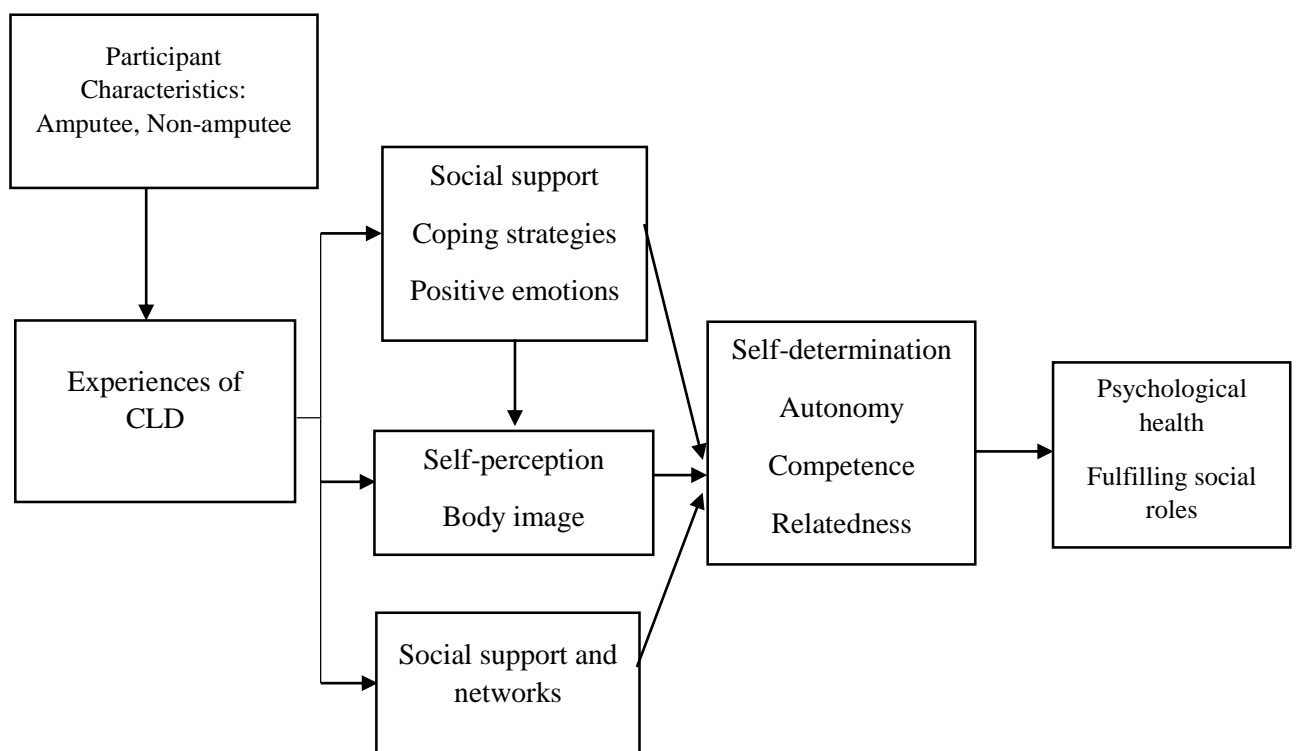 Participant
Characteristics:
Amputee, Non-amputee
Experiences of
CLD
Social support
Coping strategies
Positive emotions
Self-perception
Body image
Social support and
networks
Self-determination
Autonomy
Competence
Relatedness
Psychological
health
Fulfilling social
roles